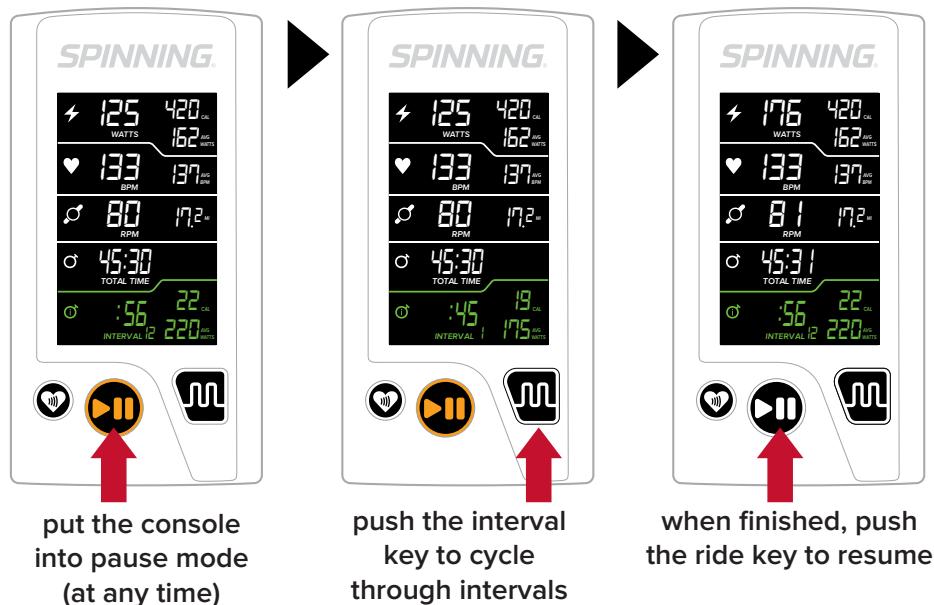 SPINNING®
125 WATTS 420 CAL
162 AVG WATTS
133 BPM 137 AVG BPM
80 RPM 17.2 MI
45:30 TOTAL TIME
:56 22 CAL
INTERVAL 12 220 AVG WATTS
put the console
into pause mode
(at any time)
SPINNING®
125 WATTS 420 CAL
162 AVG WATTS
133 BPM 137 AVG BPM
80 RPM 17.2 MI
45:30 TOTAL TIME
:45 19 CAL
INTERVAL 1 175 AVG WATTS
push the interval
key to cycle
through intervals
SPINNING®
176 WATTS 420 CAL
162 AVG WATTS
133 BPM 137 AVG BPM
81 RPM 17.2 MI
45:31 TOTAL TIME
:56 22 CAL
INTERVAL 12 220 AVG WATTS
when finished, push
the ride key to resume